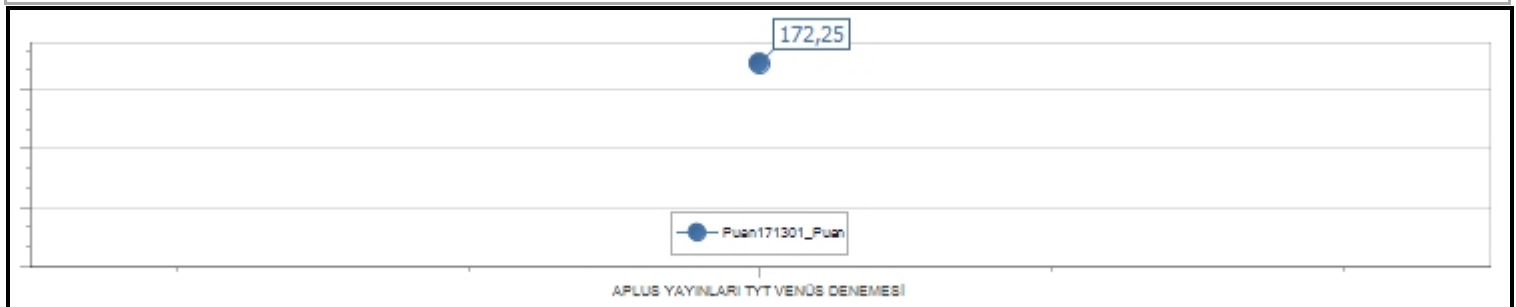 172,25
Puan171301_Puan
APLUS YAYINLARI TYT VENÜS DENEMESİ